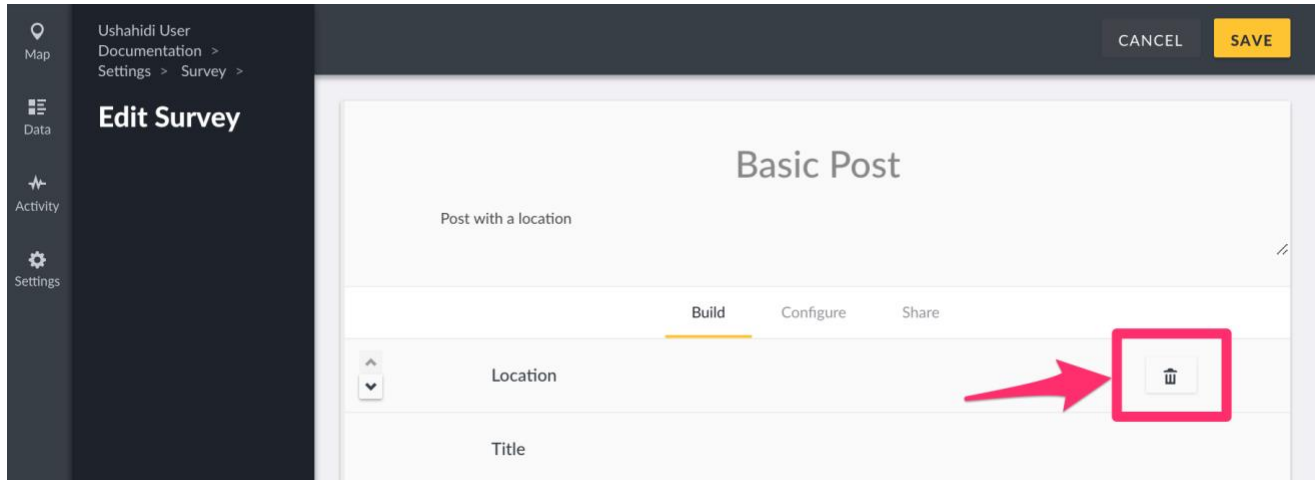 Map
Data
Activity
Settings
Ushahidi User
Documentation >
Settings > Survey >
Edit Survey
CANCEL SAVE
Basic Post
Post with a location
Build Configure Share
Location
Title